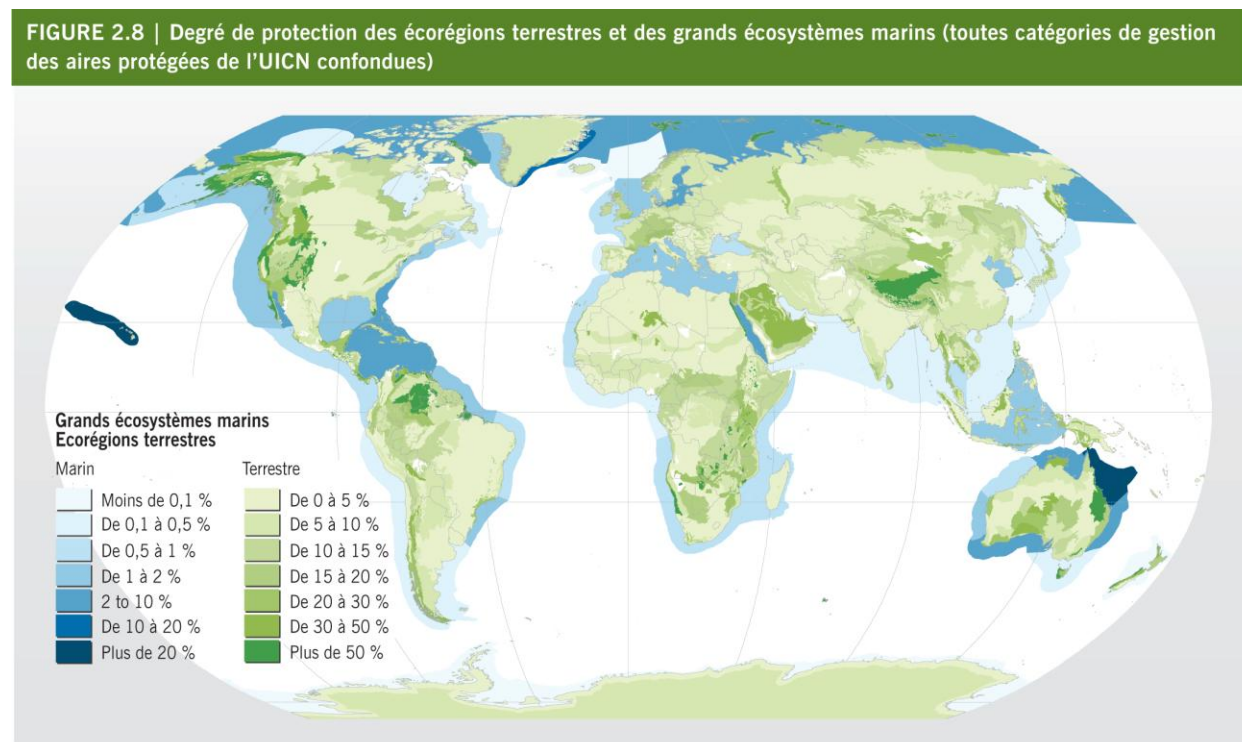 FIGURE 2.8 | Degré de protection des écorégions terrestres et des grands écosystèmes marins (toutes catégories de gestion
des aires protégées de l'UICN confondues)
Grands écosystèmes marins
Ecorégions terrestres
Marin
Moins de 0,1 %
De 0,1 à 0,5 %
De 0,5 à 1 %
De 1 à 2 %
2 to 10 %
De 10 à 20 %
Plus de 20 %
Terrestre
De 0 à 5 %
De 5 à 10 %
De 10 à 15 %
De 15 à 20 %
De 20 à 30 %
De 30 à 50 %
Plus de 50 %